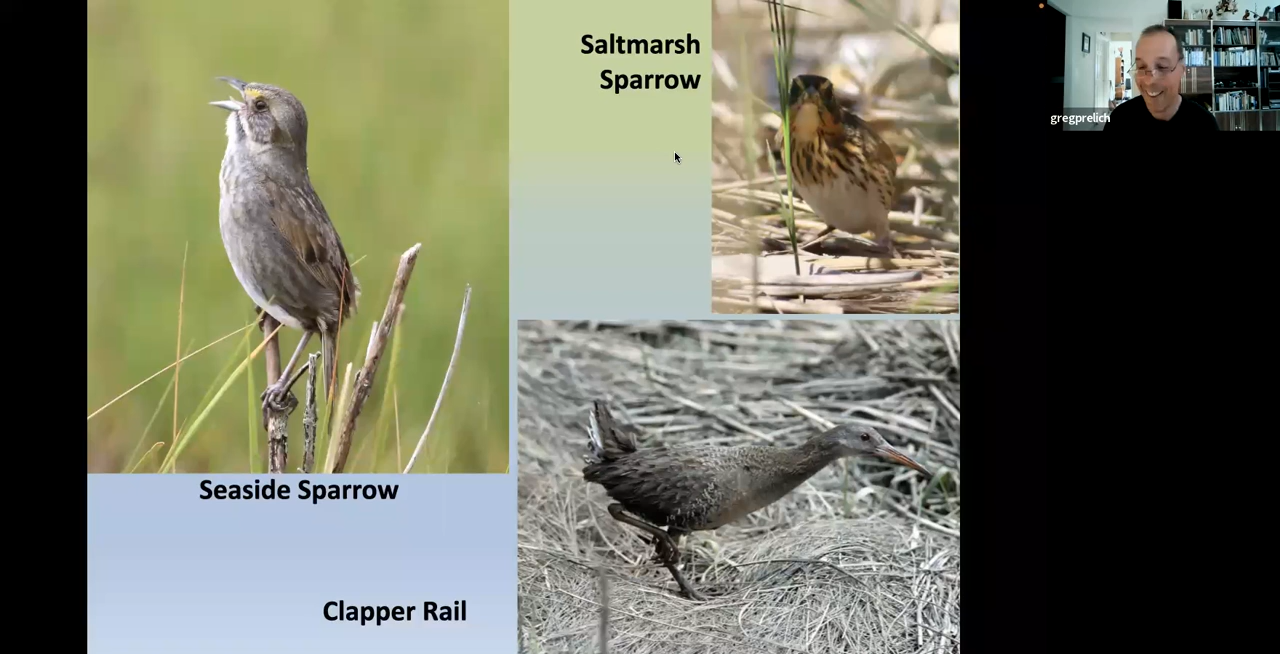 Saltmarsh
Sparrow
gregprelich
Seaside Sparrow
Clapper Rail